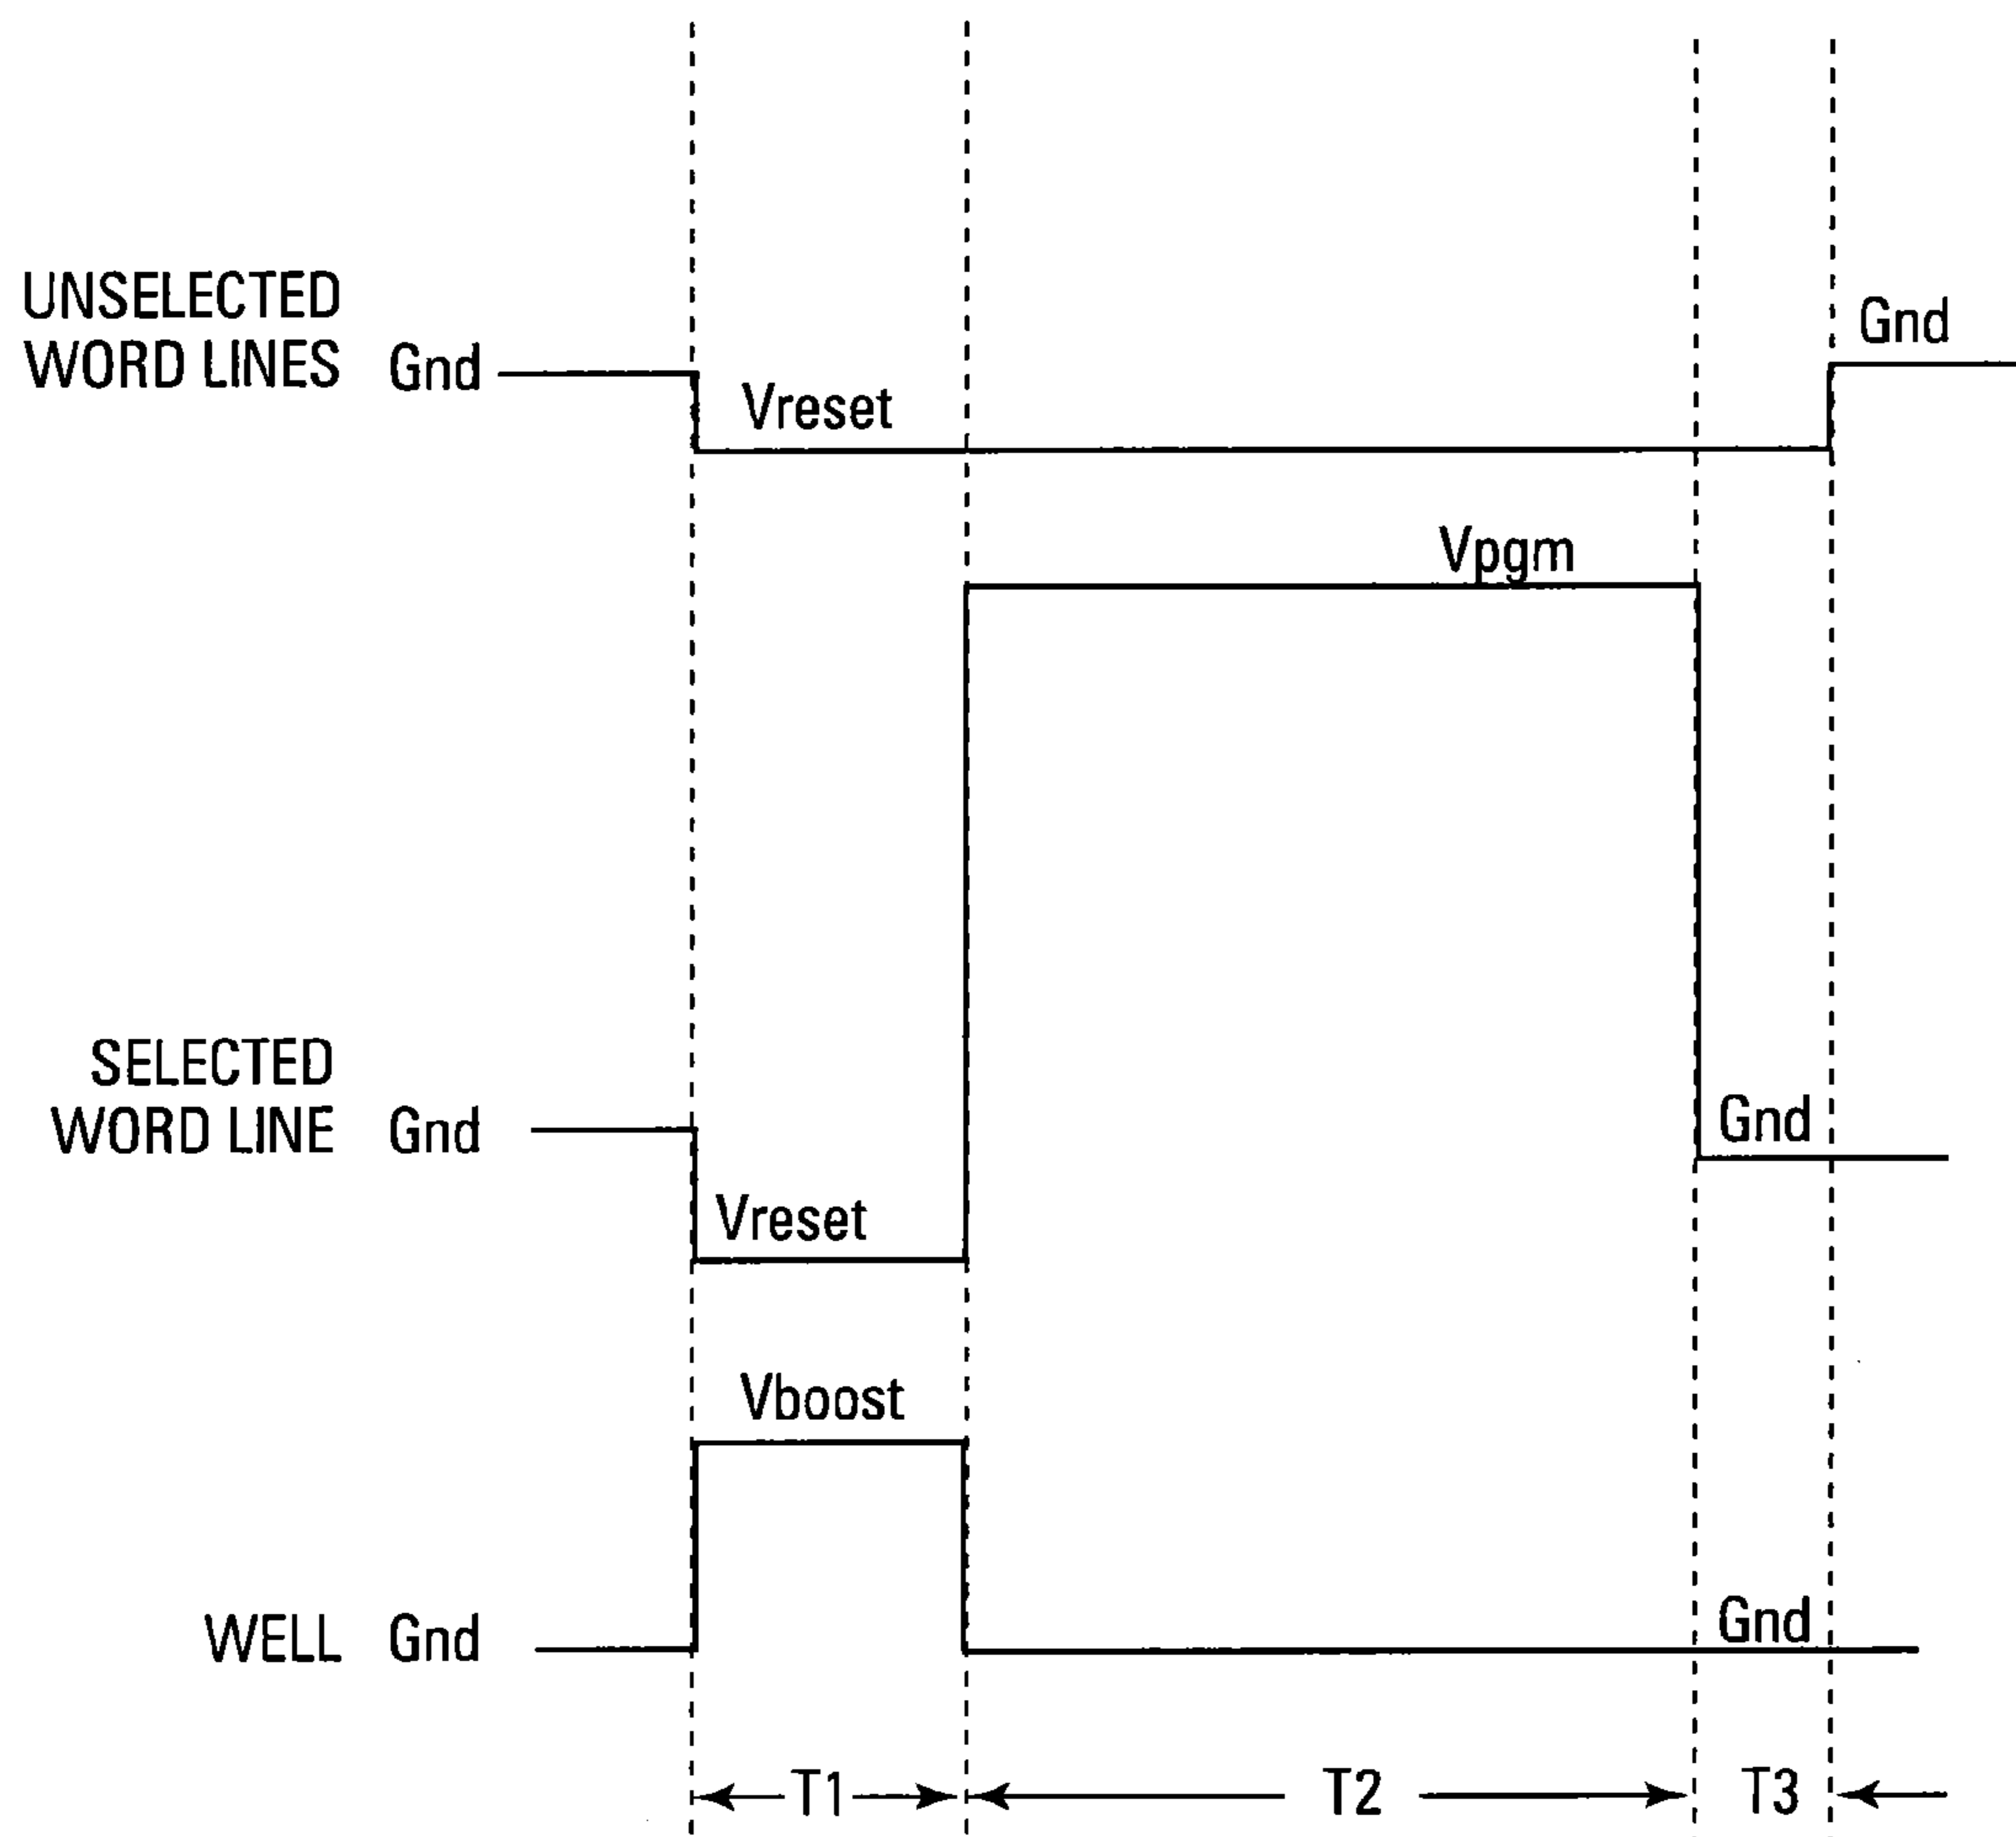 UNSELECTED
WORD LINES Gnd
Vreset
Gnd
Vpgm
SELECTED
WORD LINE Gnd
Vreset
Gnd
Vboost
WELL Gnd
Gnd
T1 T2 T3